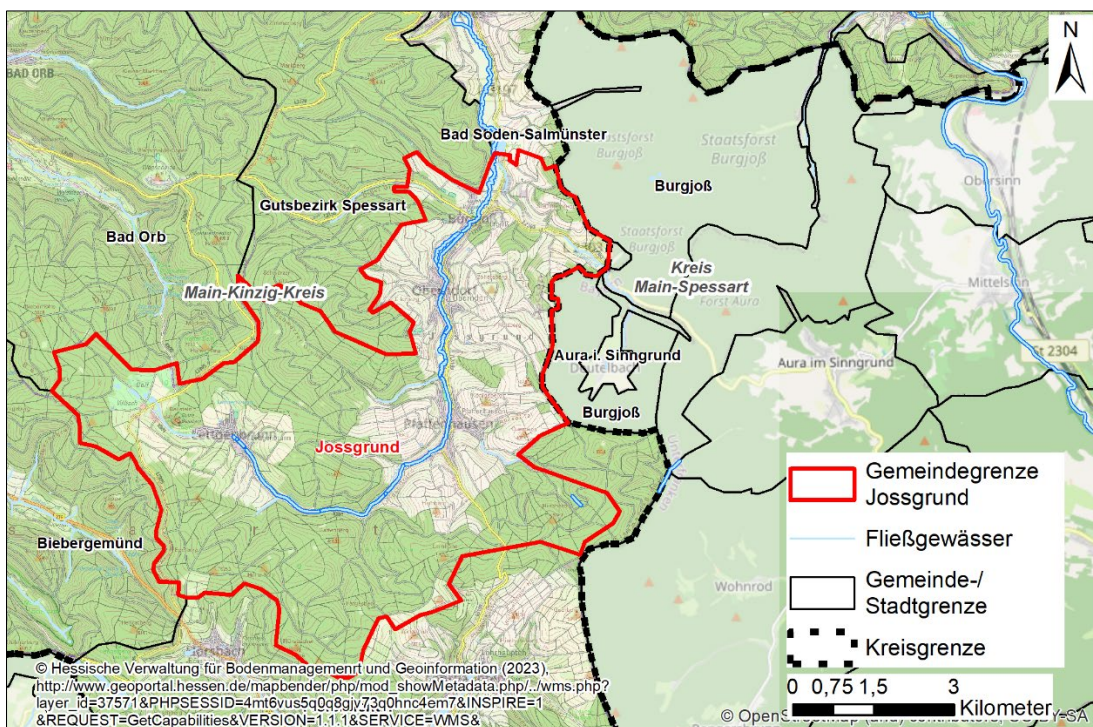 N
BAD ORB
Bad Soden-Salmünster
Staatsforst
Burgjoß
Burgjoß
Obersinn
Gutsbezirk Spessart
Bad Orb
Staatsforst
Burgjoß
Main-Kinzig-Kreis
Kreis
Main-Spessart
Forst Aura
Mittelsinn
St 2304
Aura i. Sinngrund
Deutelbach
Aura im Sinngrund
Burgjoß
Pfaffenhausen
Jossgrund
Lettgenbrunn
Biebergemünd
Wohnrod
Gemeindegrenze
Jossgrund
Fließgewässer
Gemeinde-/
Stadtgrenze
Kreisgrenze
0 0,75 1,5 3
Kilometer
© Hessische Verwaltung für Bodenmanagemenrt und Geoinformation (2023),
http://www.geoportal.hessen.de/mapbender/php/mod_showMetadata.php/../wms.php?
layer_id=37571&PHPSESSID=4mt6vus5q0q8gjv73q0hnc4em7&INSPIRE=1
&REQUEST=GetCapabilities&VERSION=1.1.1&SERVICE=WMS&